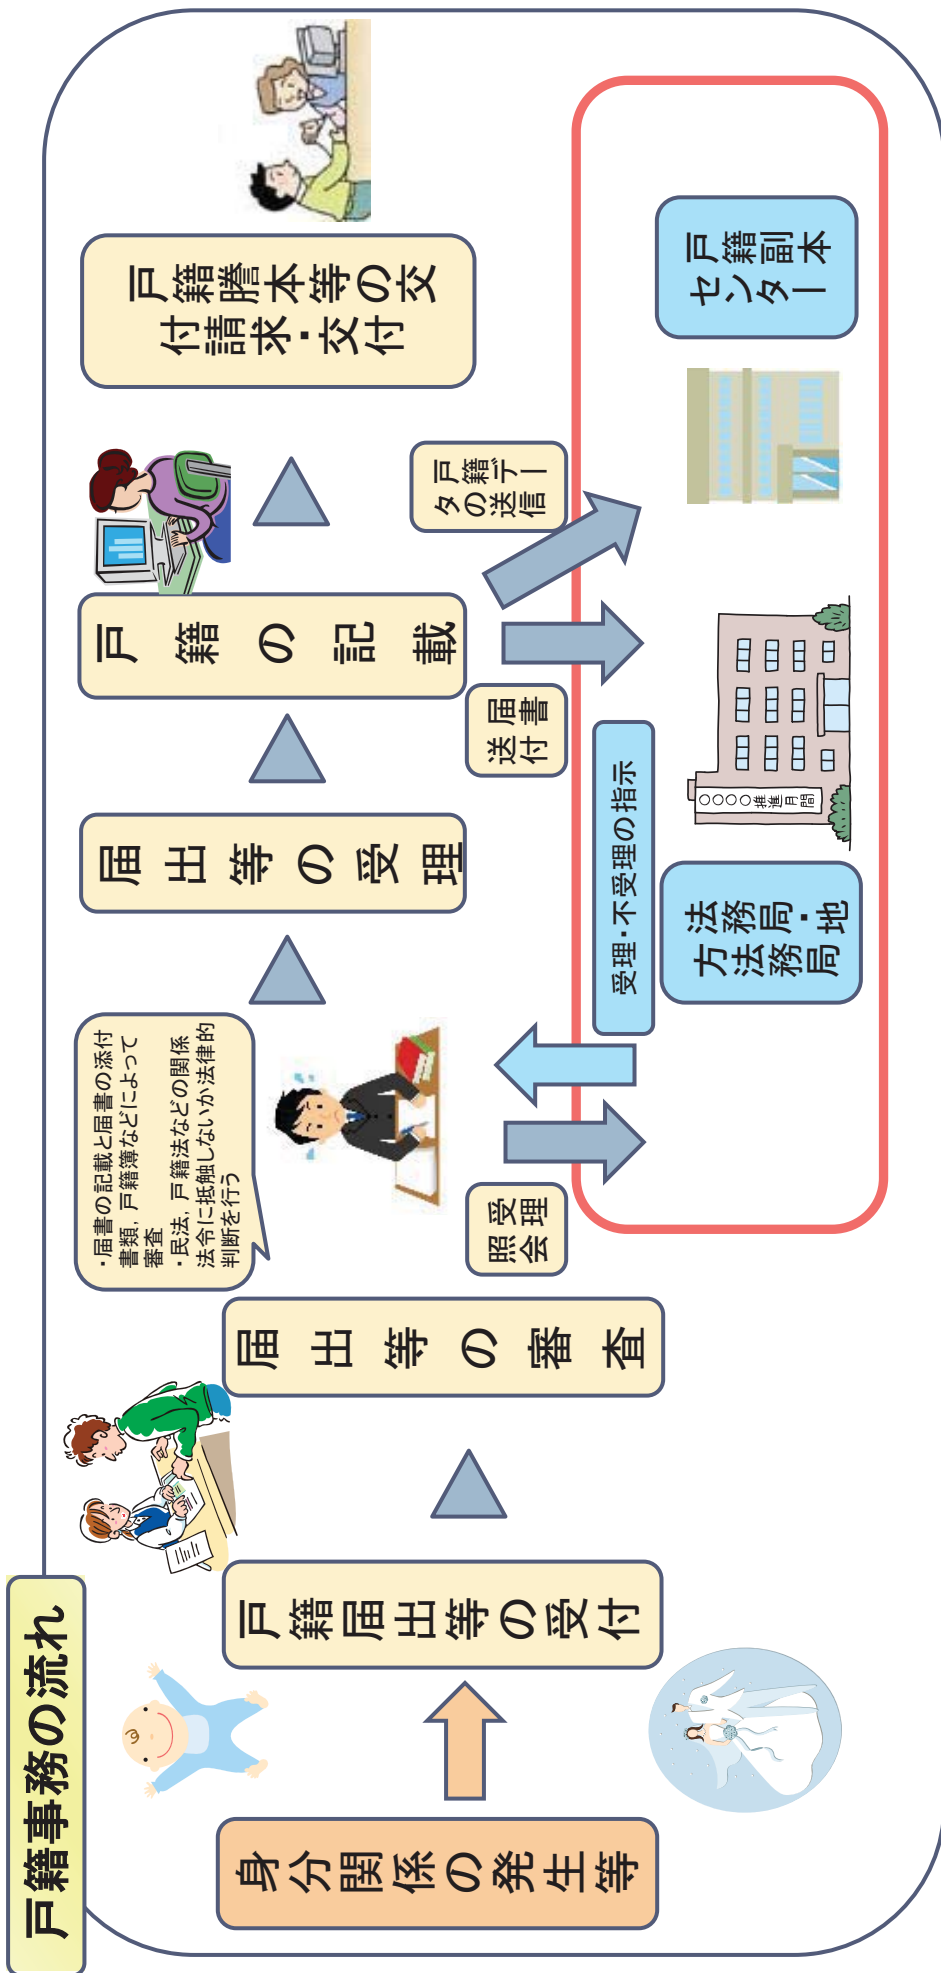 戸籍事務の流れ
身分関係の発生等
戸籍届出等の受付
届出等の審査
・届書の記載と届書の添付
書類，戸籍簿などによって
審査
・民法，戸籍法などの関係
法令に抵触しないか法律的
判断を行う
受理
照会
受理・不受理の指示
届出等の受理
戸籍の記載
届書
送付
戸籍デー
タの送
信
戸籍謄本等の交
付請求・交付
法務局・地
方法務局
○○○○推進月間
戸籍副本
センター